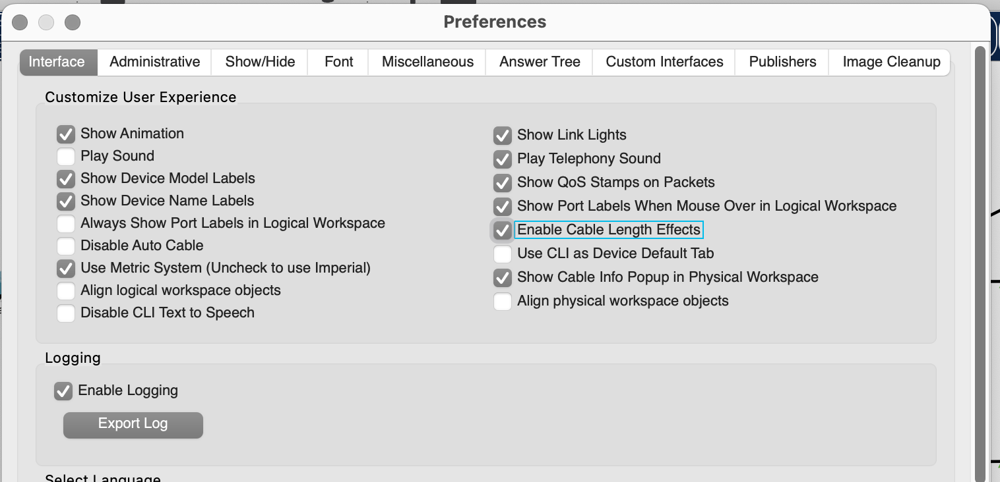 Preferences
Interface
Administrative
Show/Hide
Font
Miscellaneous
Answer Tree
Custom Interfaces
Publishers
Image Cleanup
Customize User Experience
Show Animation
Play Sound
Show Device Model Labels
Show Device Name Labels
Always Show Port Labels in Logical Workspace
Disable Auto Cable
Use Metric System (Uncheck to use Imperial)
Align logical workspace objects
Disable CLI Text to Speech
Show Link Lights
Play Telephony Sound
Show QoS Stamps on Packets
Show Port Labels When Mouse Over in Logical Workspace
Enable Cable Length Effects
Use CLI as Device Default Tab
Show Cable Info Popup in Physical Workspace
Align physical workspace objects
Logging
Enable Logging
Export Log
Select Language